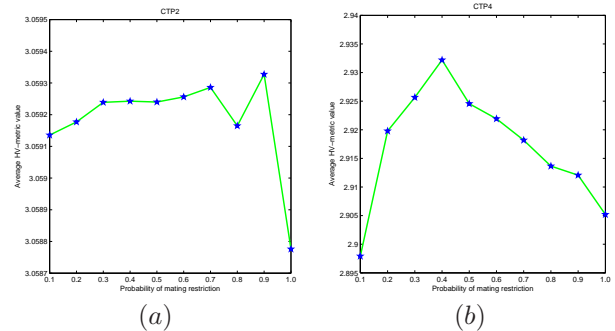 CTP2
3.0595
3.0594
3.0593
3.0592
3.0591
3.059
3.0589
3.0588
3.0587
Average HV-metric value
0.1 0.2 0.3 0.4 0.5 0.6 0.7 0.8 0.9 1.0
Probability of mating restriction
(a)
CTP4
2.94
2.935
2.93
2.925
2.92
2.915
2.91
2.905
2.9
2.895
Average HV-metric value
0.1 0.2 0.3 0.4 0.5 0.6 0.7 0.8 0.9 1.0
Probability of mating restriction
(b)